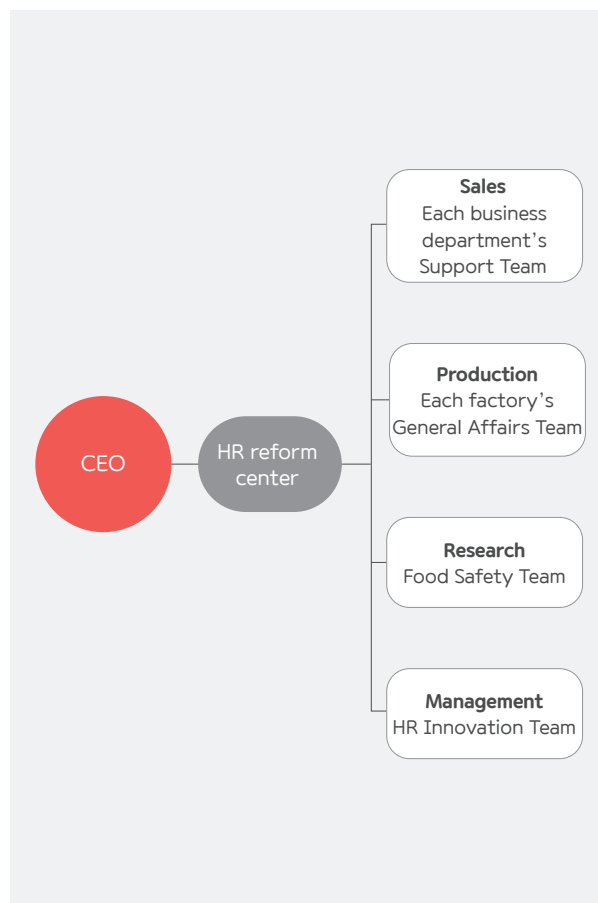 CEO
HR reform
center
Sales
Each business
department's
Support Team
Production
Each factory's
General Affairs Team
Research
Food Safety Team
Management
HR Innovation Team